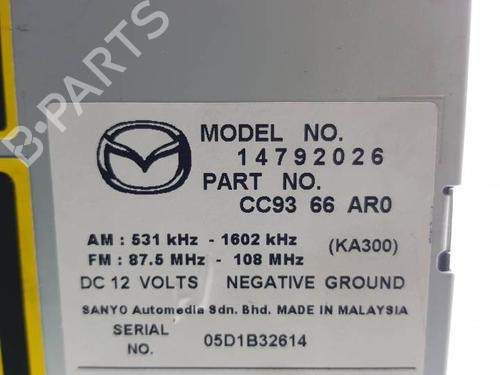 MODEL NO.
14792026
PART NO.
CC93 66 AR0
AM : 531 kHz - 1602 kHz (KA300)
FM : 87.5 MHz - 108 MHz
DC 12 VOLTS NEGATIVE GROUND
SANYO Automedia Sdn. Bhd. MADE IN MALAYSIA
SERIAL NO. 05D1B32614
B-PARTS